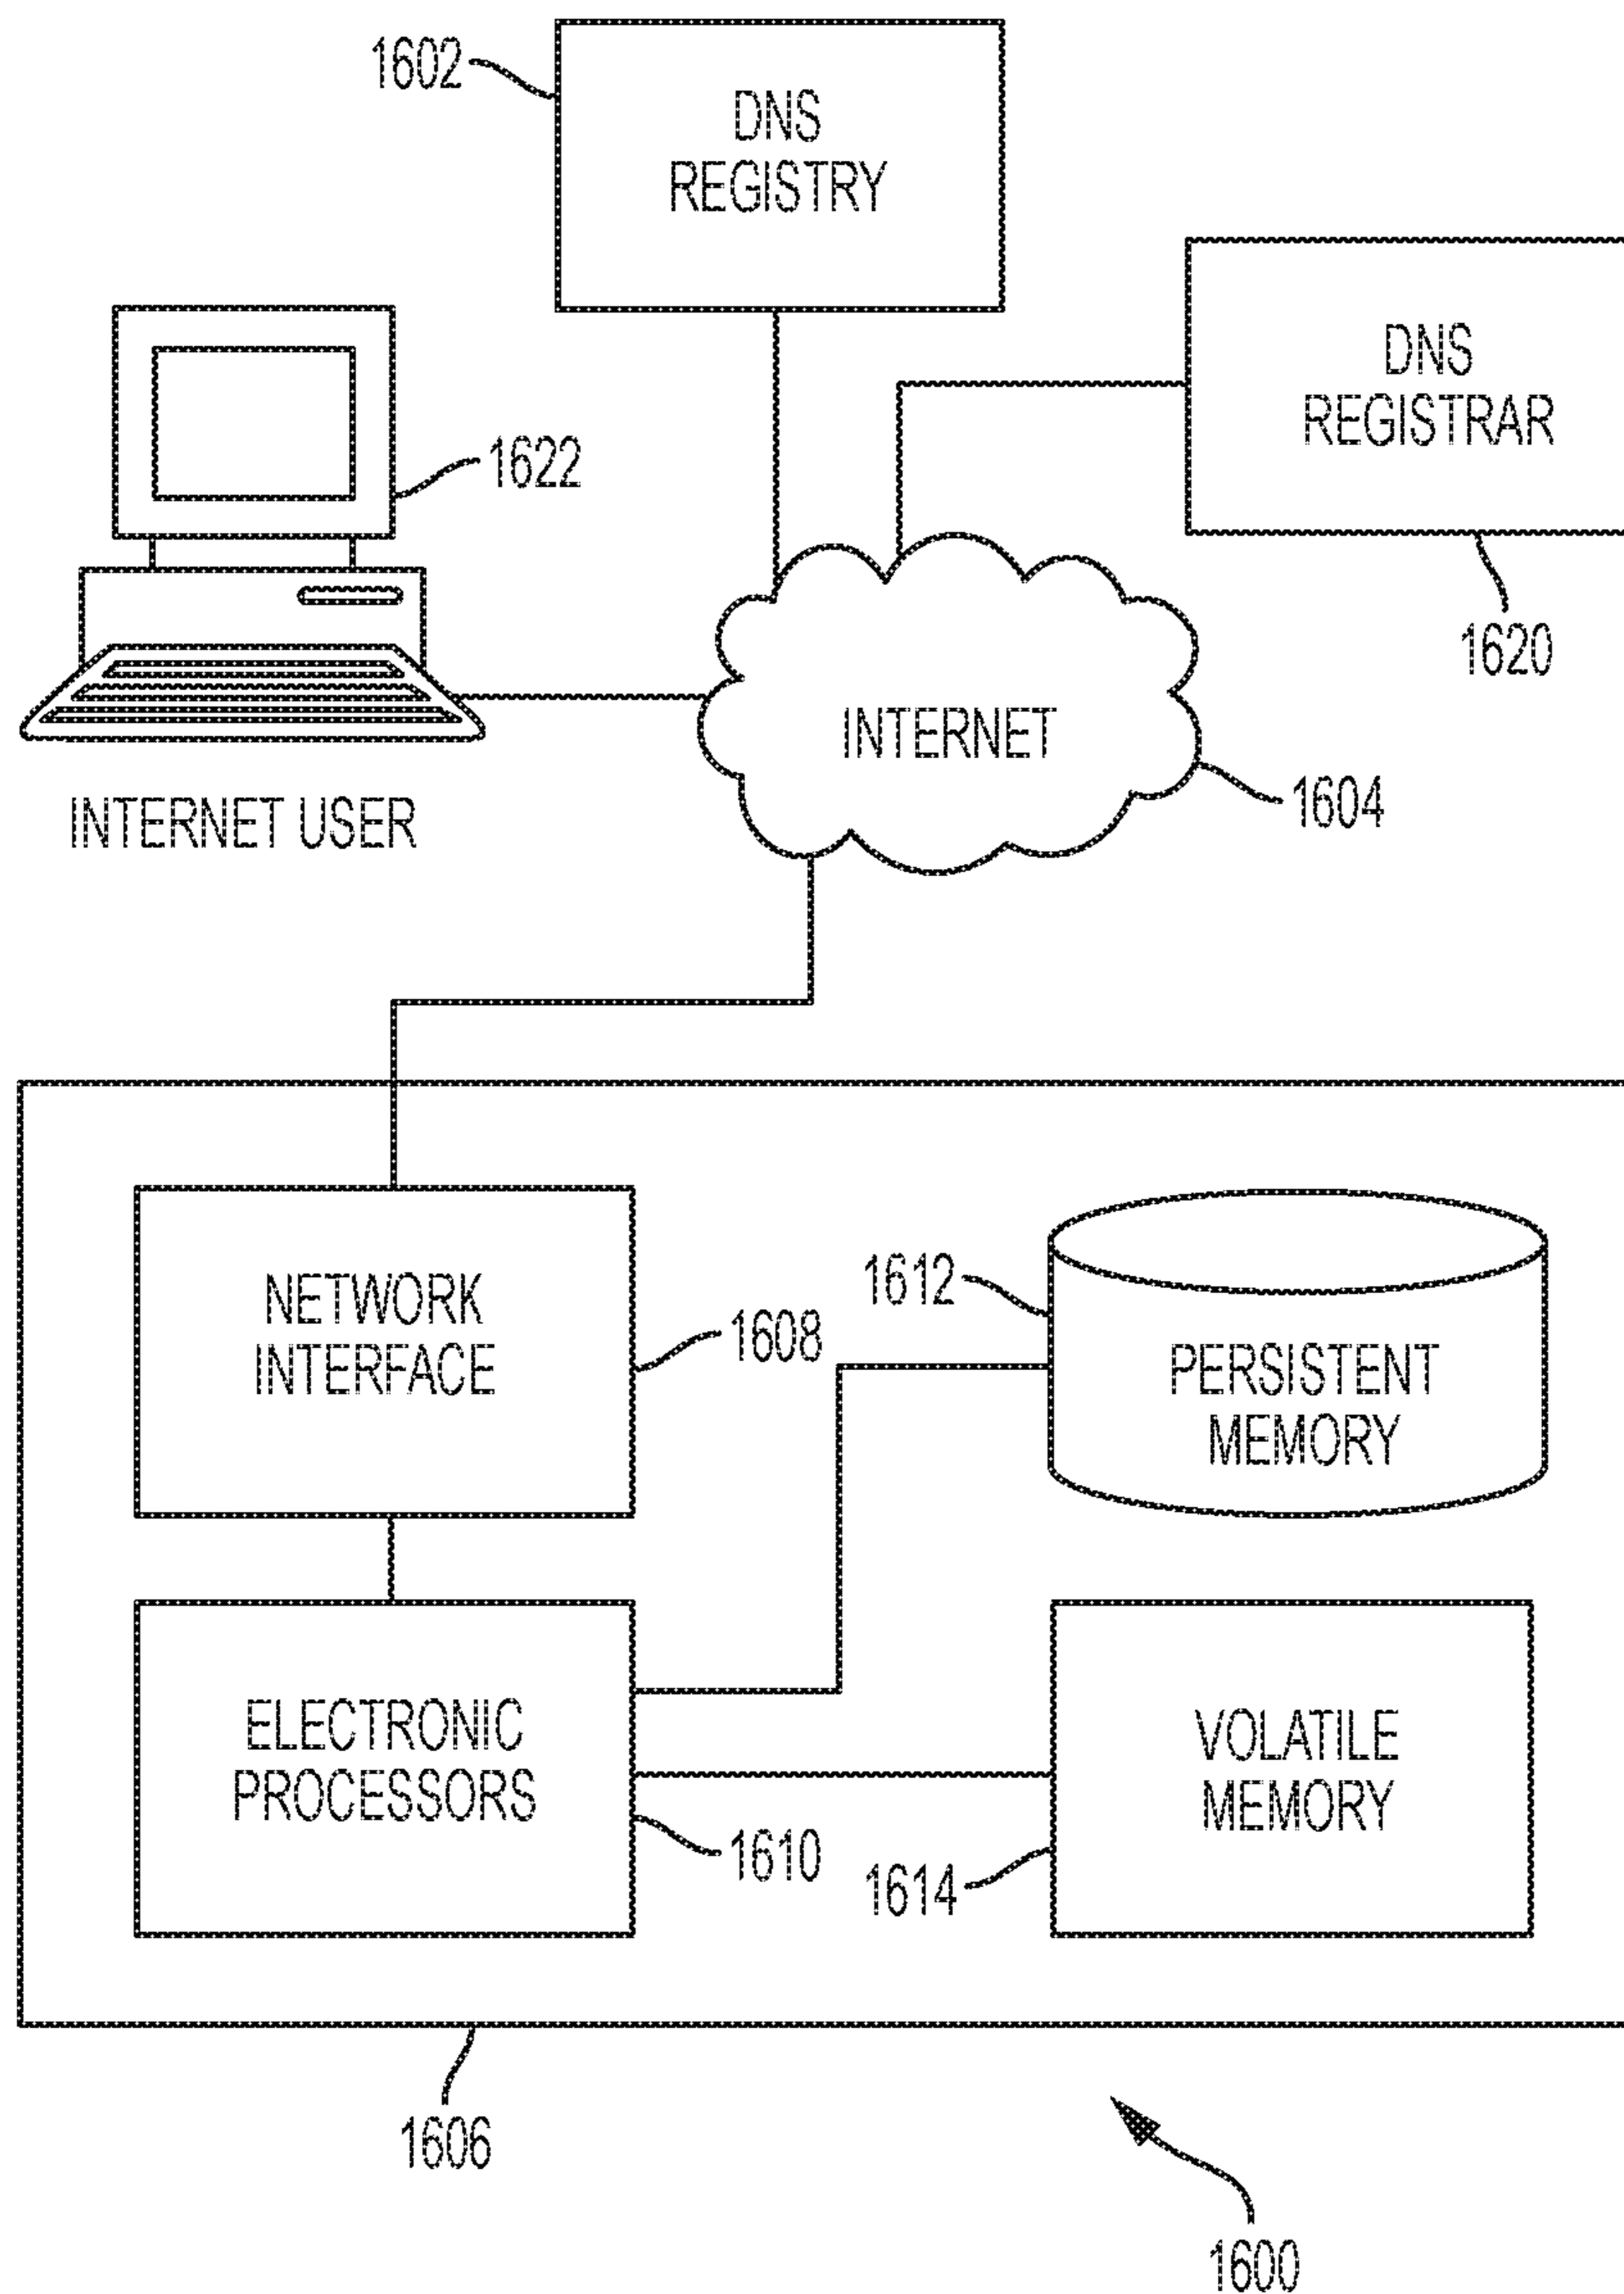 1602
DNS
REGISTRY
DNS
REGISTRAR
1622
1620
INTERNET
1604
INTERNET USER
NETWORK
INTERFACE
1608
1612
PERSISTENT
MEMORY
ELECTRONIC
PROCESSORS
1610
VOLATILE
MEMORY
1614
1606
1600